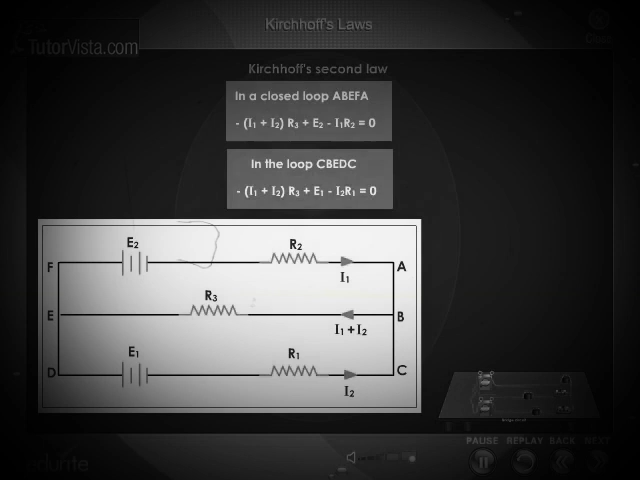 Kirchhoff's Laws
TutorVista.com
Kirchhoff's second law
In a closed loop ABEFA
- (I₁ + I₂) R₃ + E₂ - I₁R₂ = 0
In the loop CBEDC
- (I₁ + I₂) R₃ + E₁ - I₂R₁ = 0
E₂
R₂
F
A
I₁
R₃
E
B
I₁ + I₂
E₁
R₁
D
C
I₂
PAUSE REPLAY BACK NEXT